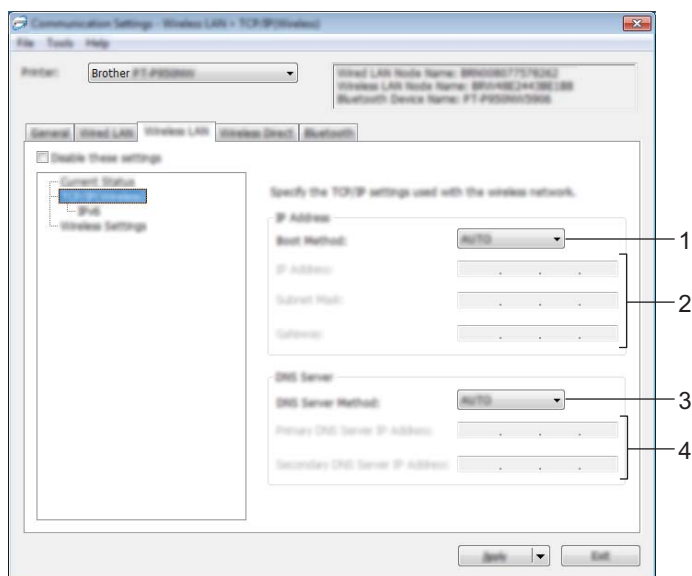 Communication Settings - Wireless LAN > TCP/IP(Wireless)
File Tools Help
Printer:
Brother PT-P950NW
Wired LAN Node Name:
Wireless LAN Node Name:
Bluetooth Device Name:
General Wired LAN Wireless LAN Wireless Direct Bluetooth
Disable these settings
Current Status
TCP/IP(Wireless)
IPv6
Wireless Settings
Specify the TCP/IP settings used with the wireless network.
IP Address
Boot Method: AUTO 1
IP Address:
Subnet Mask: 2
Gateway:
DNS Server
DNS Server Method: AUTO 3
Primary DNS Server IP Address:
4
Secondary DNS Server IP Address:
Apply Exit